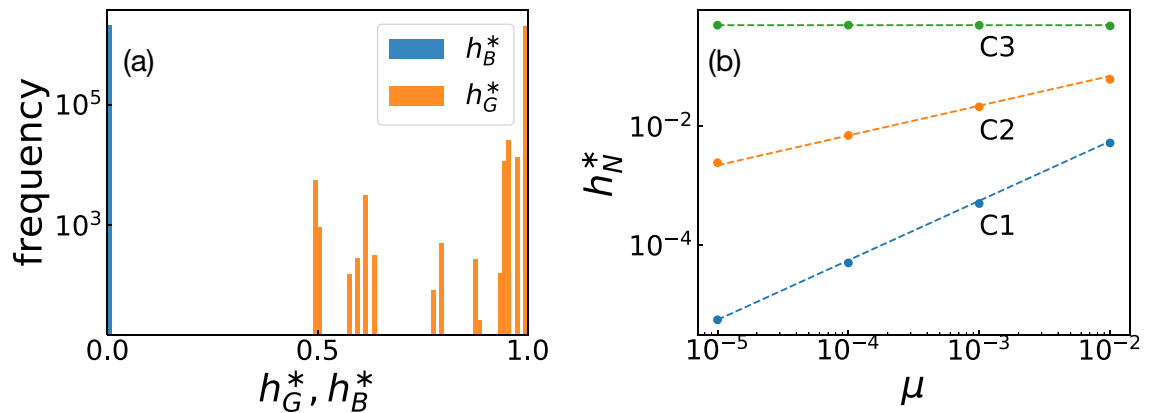 (a)
h_B^*
h_G^*
frequency
10^5
10^3
0.0 0.5 1.0
h_G^*, h_B^*
(b)
C3
C2
C1
h_N^*
10^{-2}
10^{-4}
10^{-5} 10^{-4} 10^{-3} 10^{-2}
μ